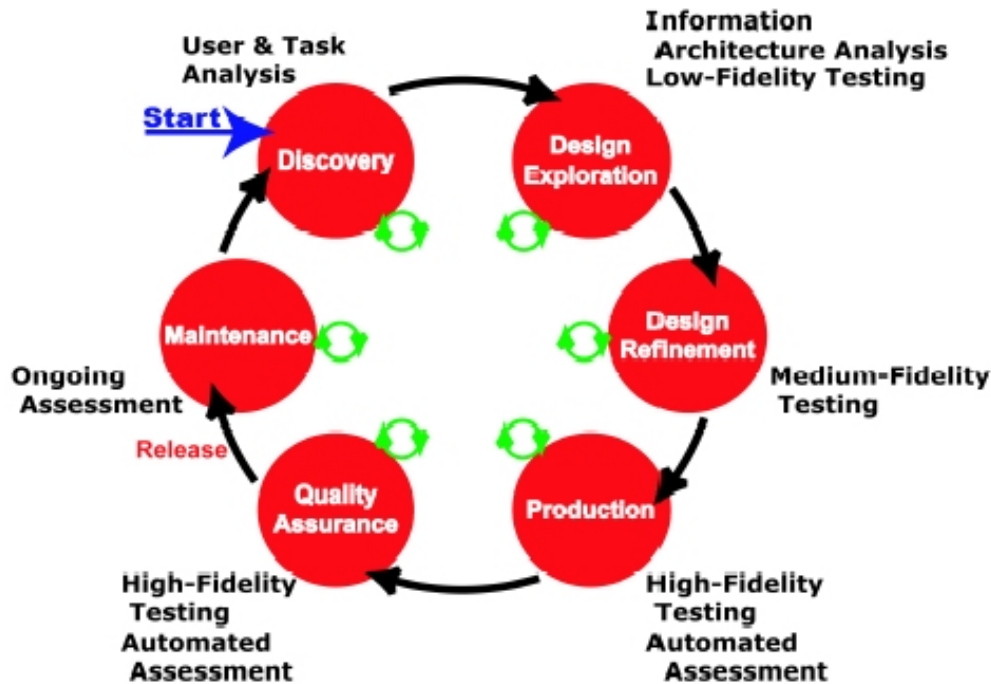 User & Task
Analysis
Start
Discovery
Information
Architecture Analysis
Low-Fidelity Testing
Design
Exploration
Design
Refinement
Medium-Fidelity
Testing
Production
High-Fidelity
Testing
Automated
Assessment
Quality
Assurance
High-Fidelity
Testing
Automated
Assessment
Release
Maintenance
Ongoing
Assessment